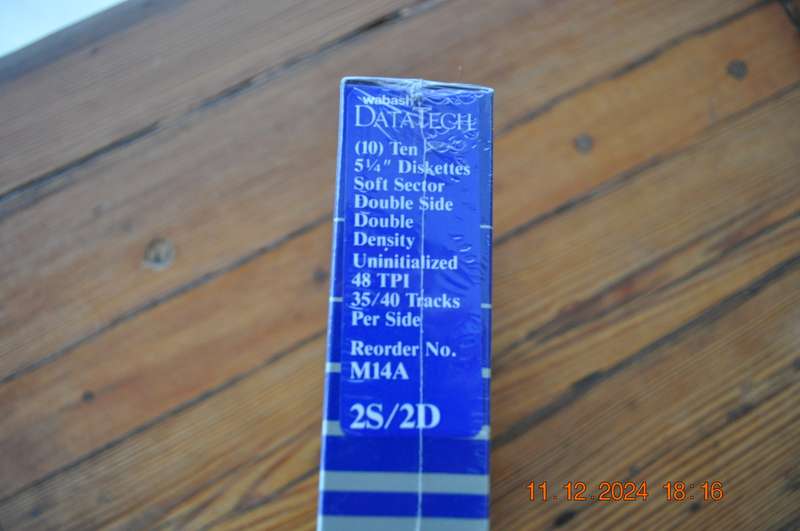 wabash
DATATECH
(10) Ten
5¼" Diskettes
Soft Sector
Double Side
Double
Density
Uninitialized
48 TPI
35/40 Tracks
Per Side
Reorder No.
M14A
2S/2D
11.12.2024 18:16